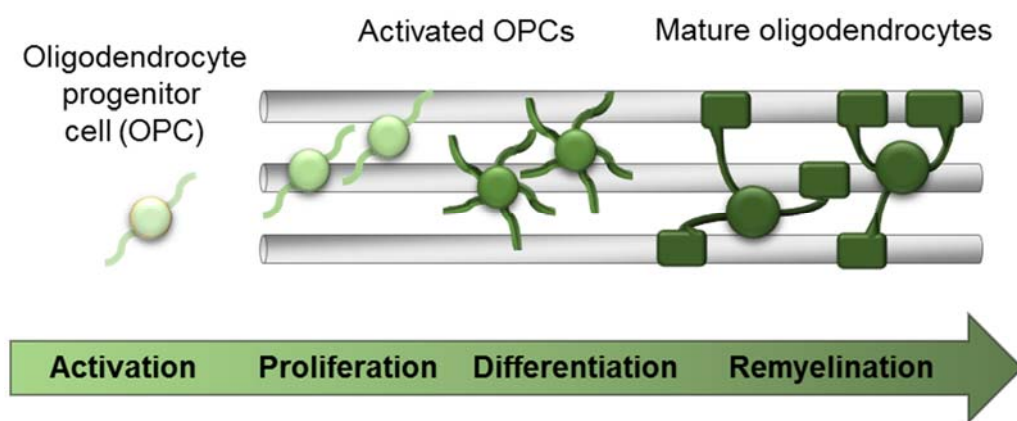 Oligodendrocyte
progenitor
cell (OPC)
Activated OPCs
Mature oligodendrocytes
Activation
Proliferation
Differentiation
Remyelination